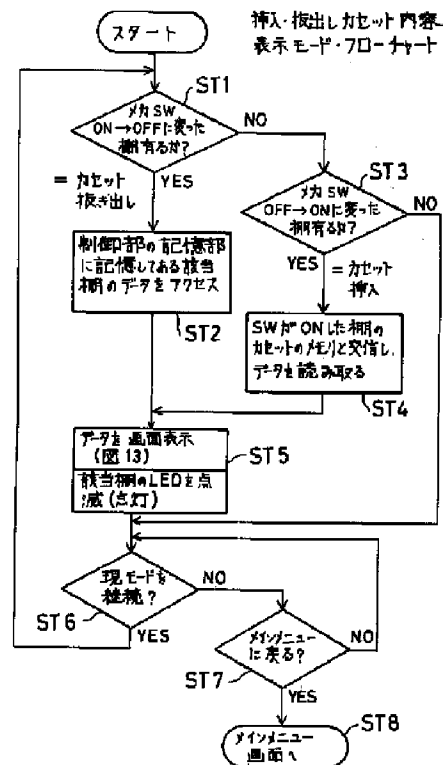 挿入・抜出しカセット内容
表示モード・フローチャート
スタート
ST1
メカSW
ON→OFFに変った
棚有るか?
NO
YES
= カセット
抜き出し
ST3
メカSW
OFF→ONに変った
棚有るか?
NO
YES
= カセット
挿入
制御部の記憶部
に記憶してある該当
棚のデータをアクセス
ST2
SWがONした棚の
カセットのメモリと交信し、
データを読み取る
ST4
データを画面表示
(図13)
ST5
該当棚のLEDを点
滅(点灯)
現モードを
継続?
NO
ST6
YES
メインメニュー
に戻る?
NO
ST7
YES
メインメニュー
画面へ
ST8